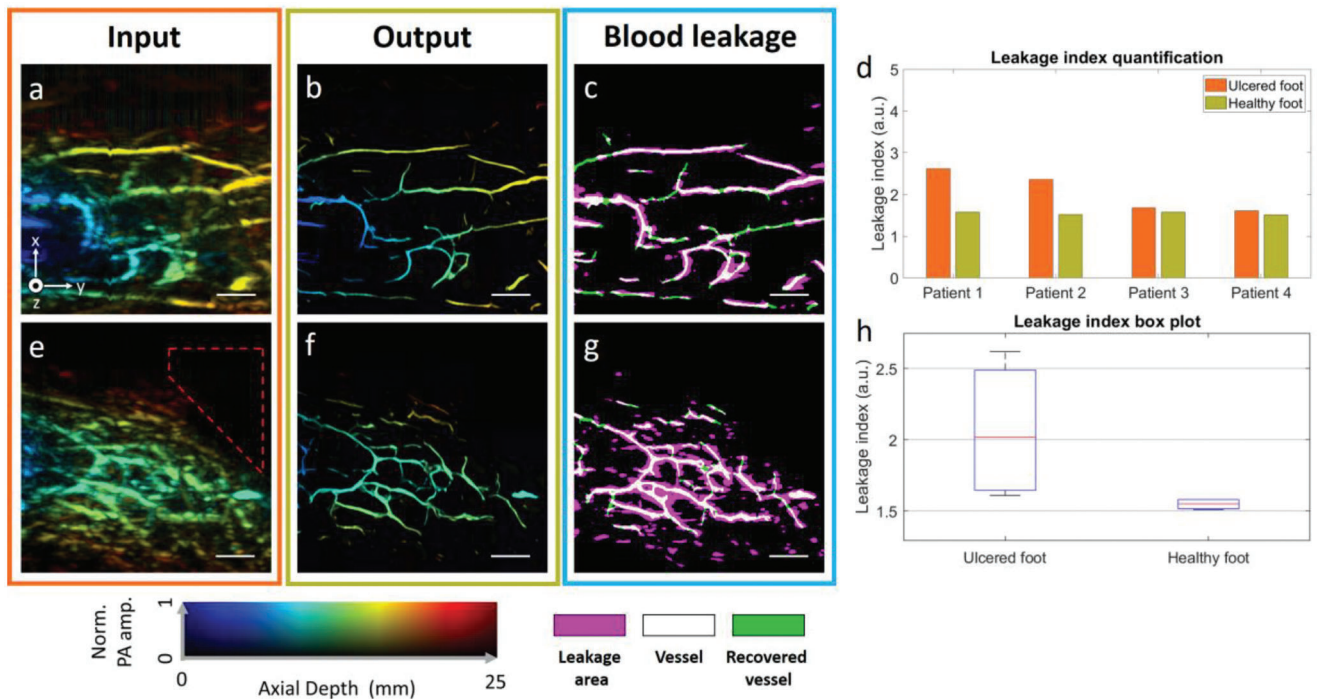 Input
Output
Blood leakage
a
x
y
z
b
c
e
f
g
Norm.
PA amp.
1
0
0
25
Axial Depth (mm)
Leakage
area
Vessel
Recovered
vessel
d
Leakage index quantification
Leakage index (a.u.)
5
4
3
2
1
0
Ulcered foot
Healthy foot
Patient 1
Patient 2
Patient 3
Patient 4
h
Leakage index box plot
Leakage index (a.u.)
2.5
2
1.5
Ulcered foot
Healthy foot